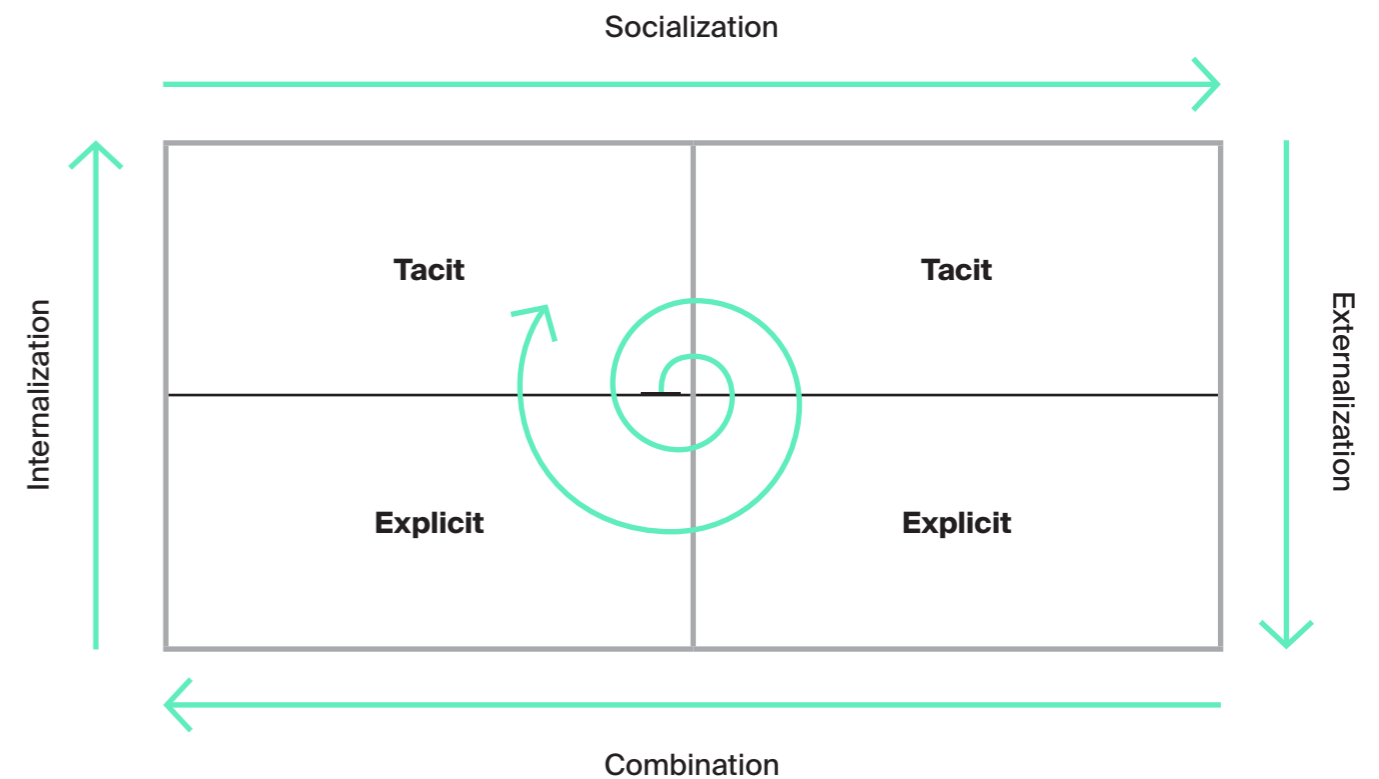 Socialization
Tacit
Tacit
Internalization
Externalization
Explicit
Explicit
Combination